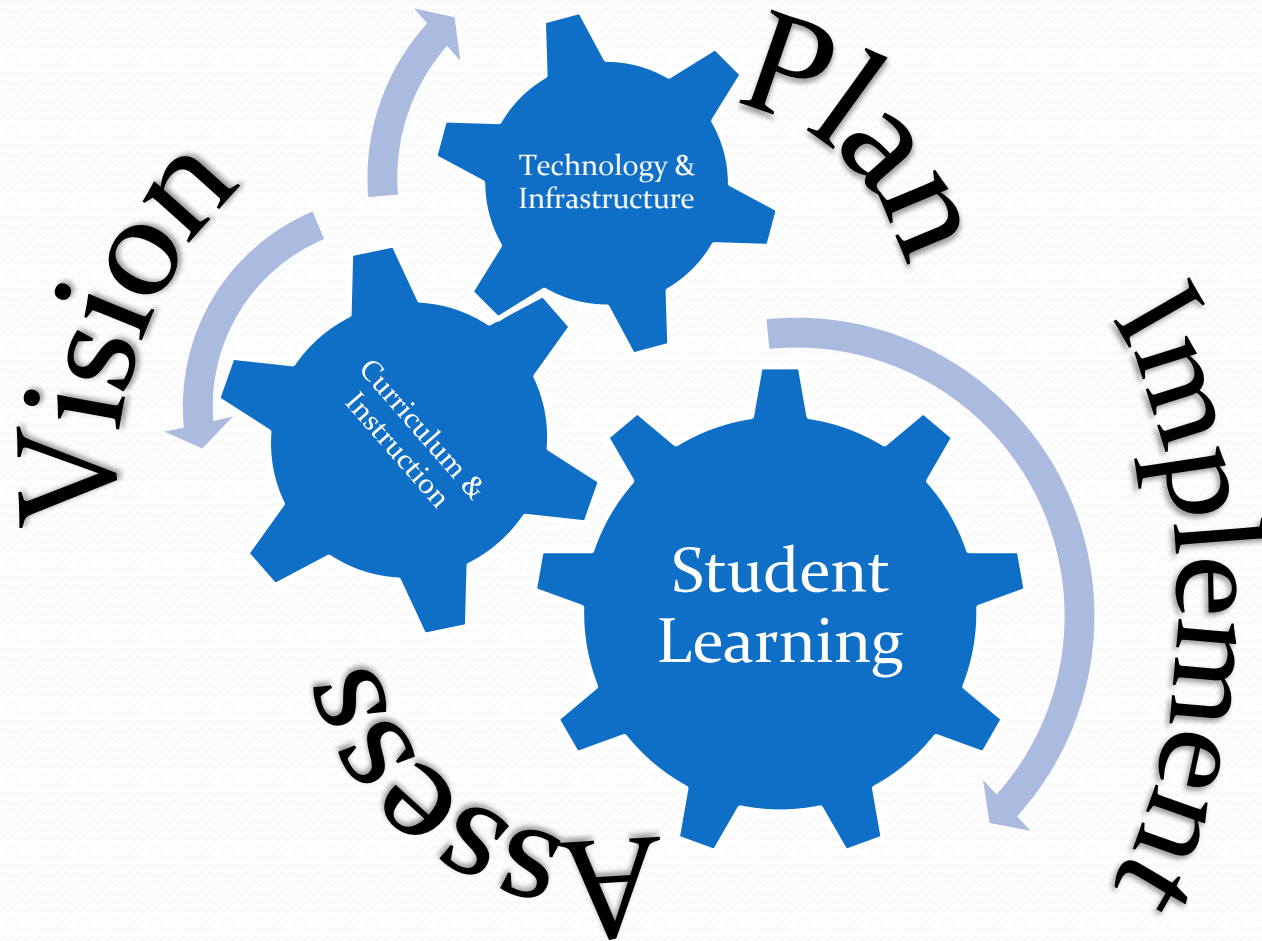 Vision
Plan
Implement
Assess
Technology &
Infrastructure
Curriculum &
Instruction
Student
Learning